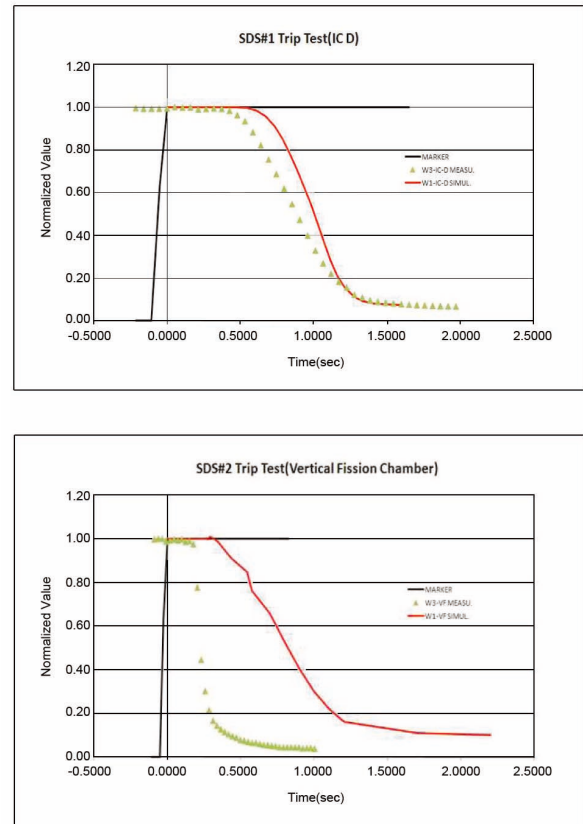 SDS#1 Trip Test(IC D)
1.20
1.00
0.80
0.60
0.40
0.20
0.00
Normalized Value
MARKER
W3-IC-D MEASU.
W1-IC-D SIMUL.
-0.5000 0.0000 0.5000 1.0000 1.5000 2.0000 2.5000
Time(sec)
SDS#2 Trip Test(Vertical Fission Chamber)
1.20
1.00
0.80
0.60
0.40
0.20
0.00
Normalized Value
MARKER
W3-VF MEASU.
W1-VF SIMUL.
-0.5000 0.0000 0.5000 1.0000 1.5000 2.0000 2.5000
Time(sec)